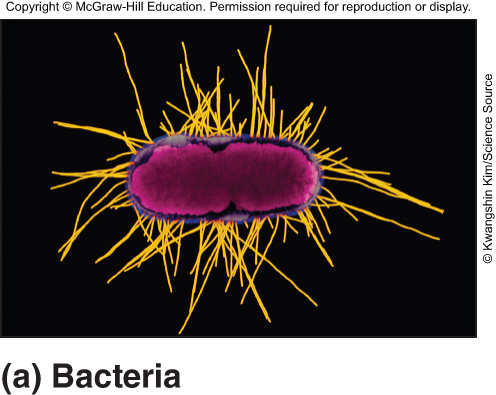 Copyright © McGraw-Hill Education. Permission required for reproduction or display.
© Kwangshin Kim/Science Source
(a) Bacteria